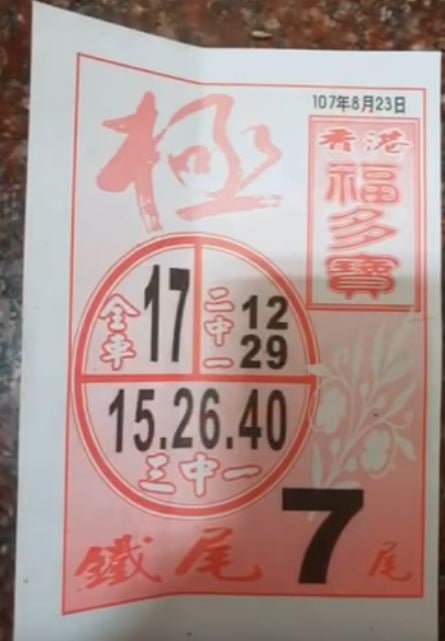 107年8月23日
極
香港
福多寶
全車
17
二中一
12
29
15.26.40
三中一
鐵尾
7
尾